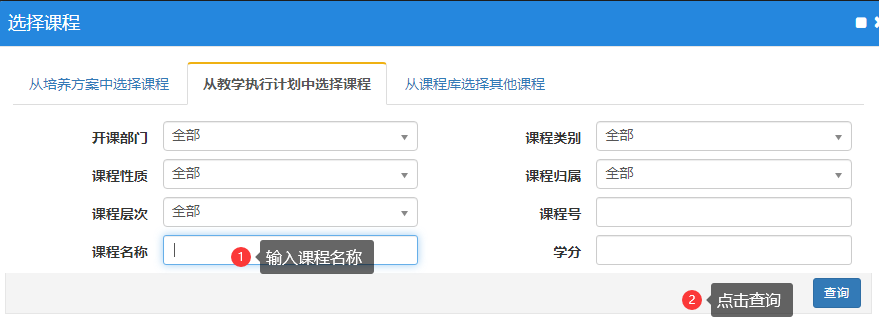 选择课程
从培养方案中选择课程 从教学执行计划中选择课程 从课程库选择其他课程
开课部门 全部 课程类别 全部
课程性质 全部 课程归属 全部
课程层次 全部 课程号
课程名称 1 输入课程名称 学分
2 点击查询 查询